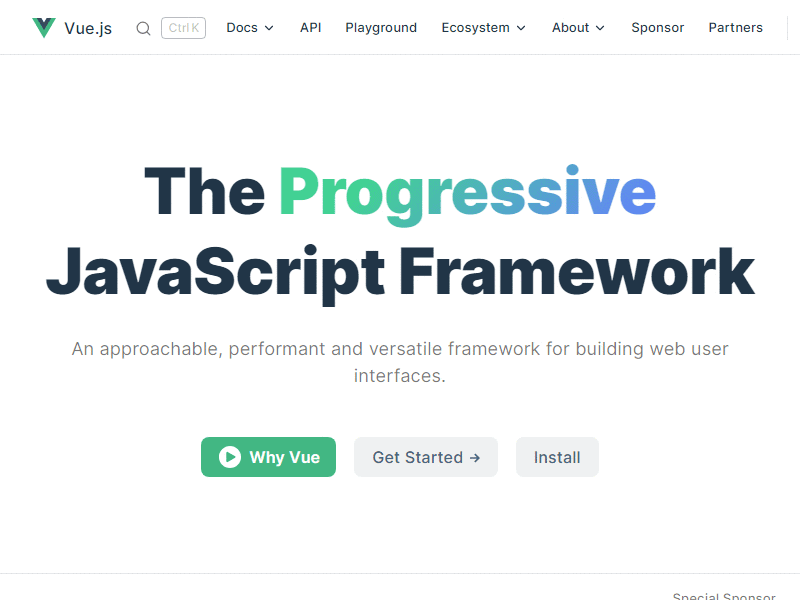 Vue.js Ctrl K Docs API Playground Ecosystem About Sponsor Partners
The Progressive
JavaScript Framework
An approachable, performant and versatile framework for building web user
interfaces.
Why Vue Get Started → Install
Special Sponsor